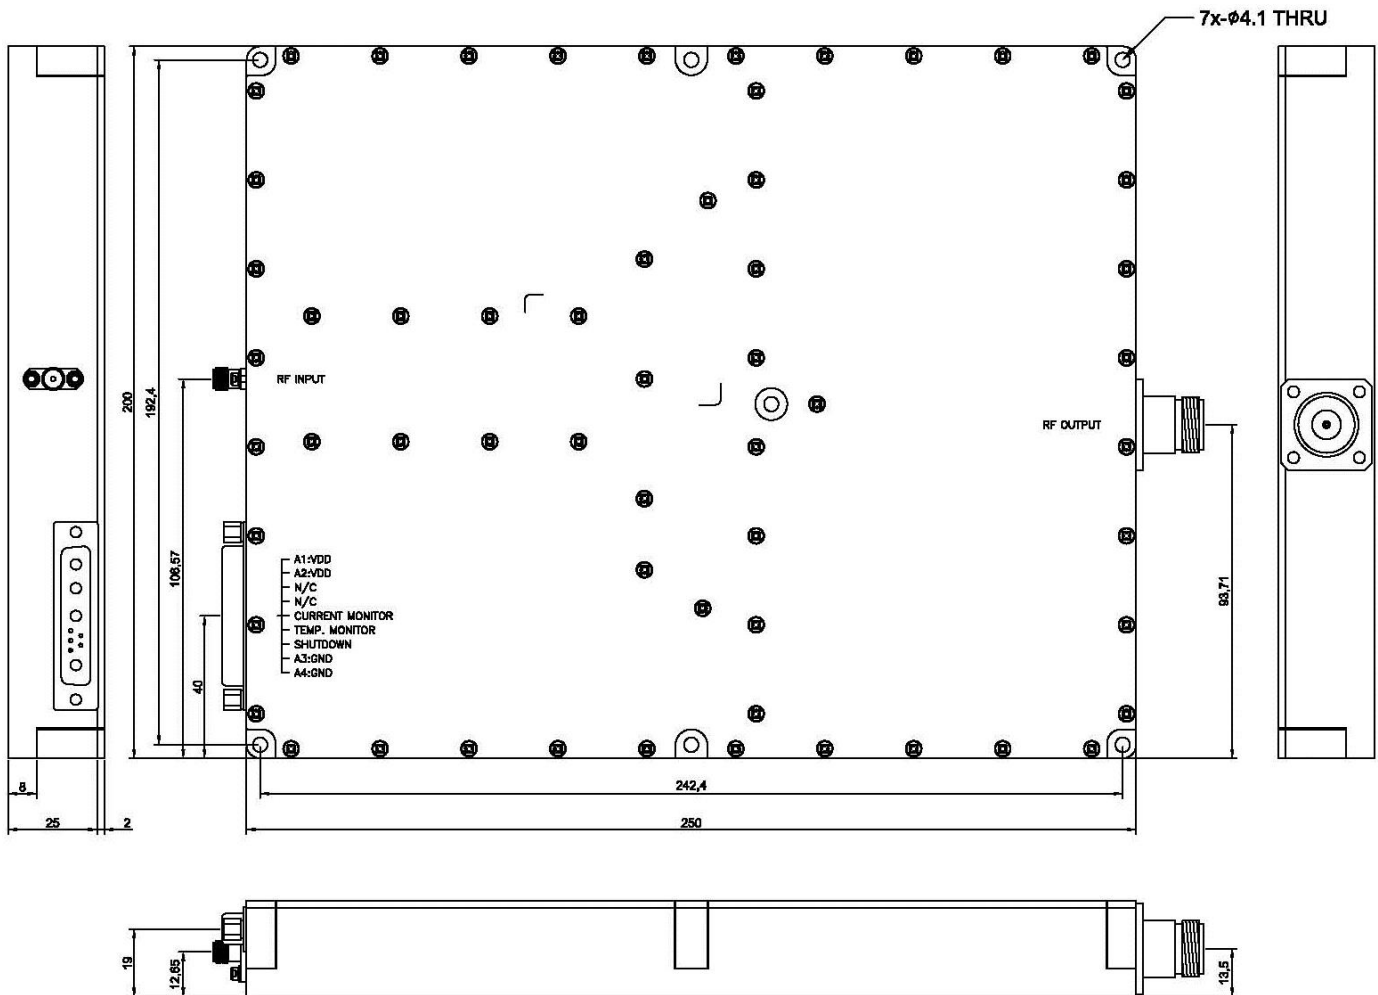 7x-ø4.1 THRU
200
192,4
RF INPUT
RF OUTPUT
106,57
A1:VDD
A2:VDD
N/C
N/C
CURRENT MONITOR
TEMP. MONITOR
SHUTDOWN
A3:GND
A4:GND
93,71
40
8
242,4
25
2
250
19
12,65
13,5